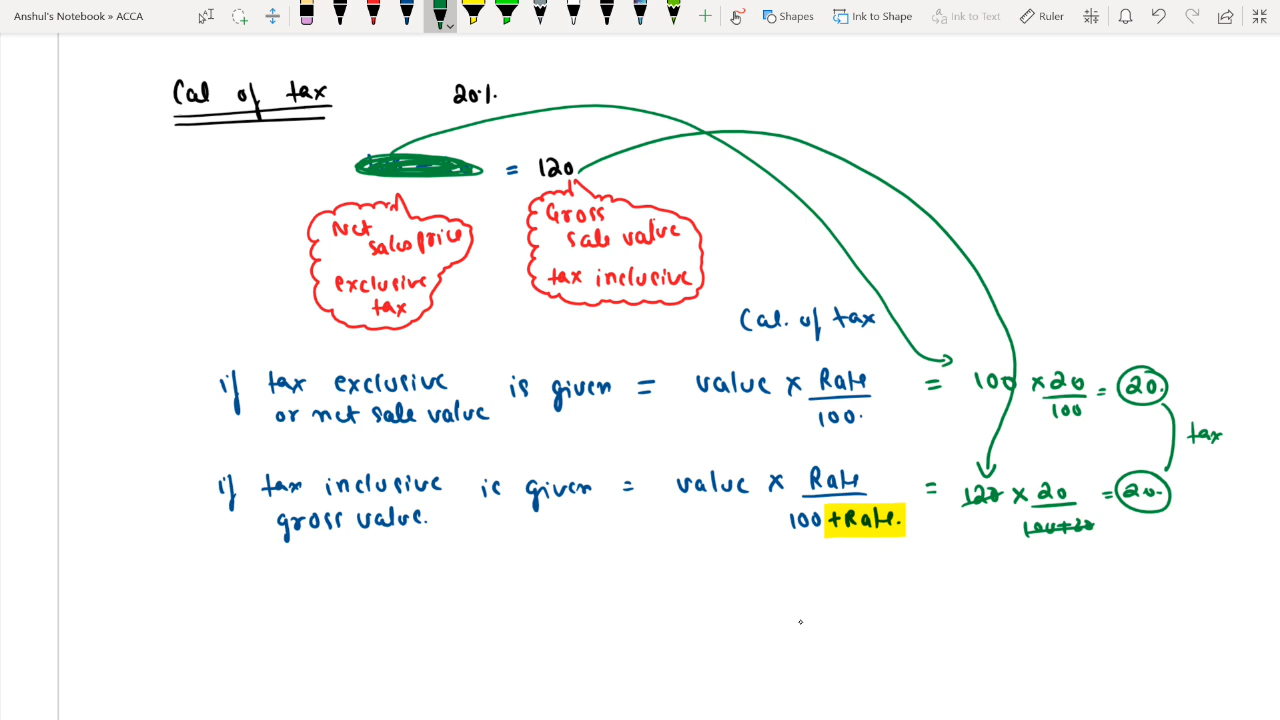 Anshul's Notebook » ACCA
Shapes
Ink to Shape
Ink to Text
Ruler
Cal of tax
20%.
= 120
Net
sales price
exclusive
tax
Gross
sale value
tax inclusive
Cal. of tax
if tax exclusive is given = value × Rate = 100 × 20 = 20.
or net sale value 100. 100
tax
if tax inclusive is given = value × Rate = 120 × 20 = 20.
gross value. 100 +Rate. 100+20